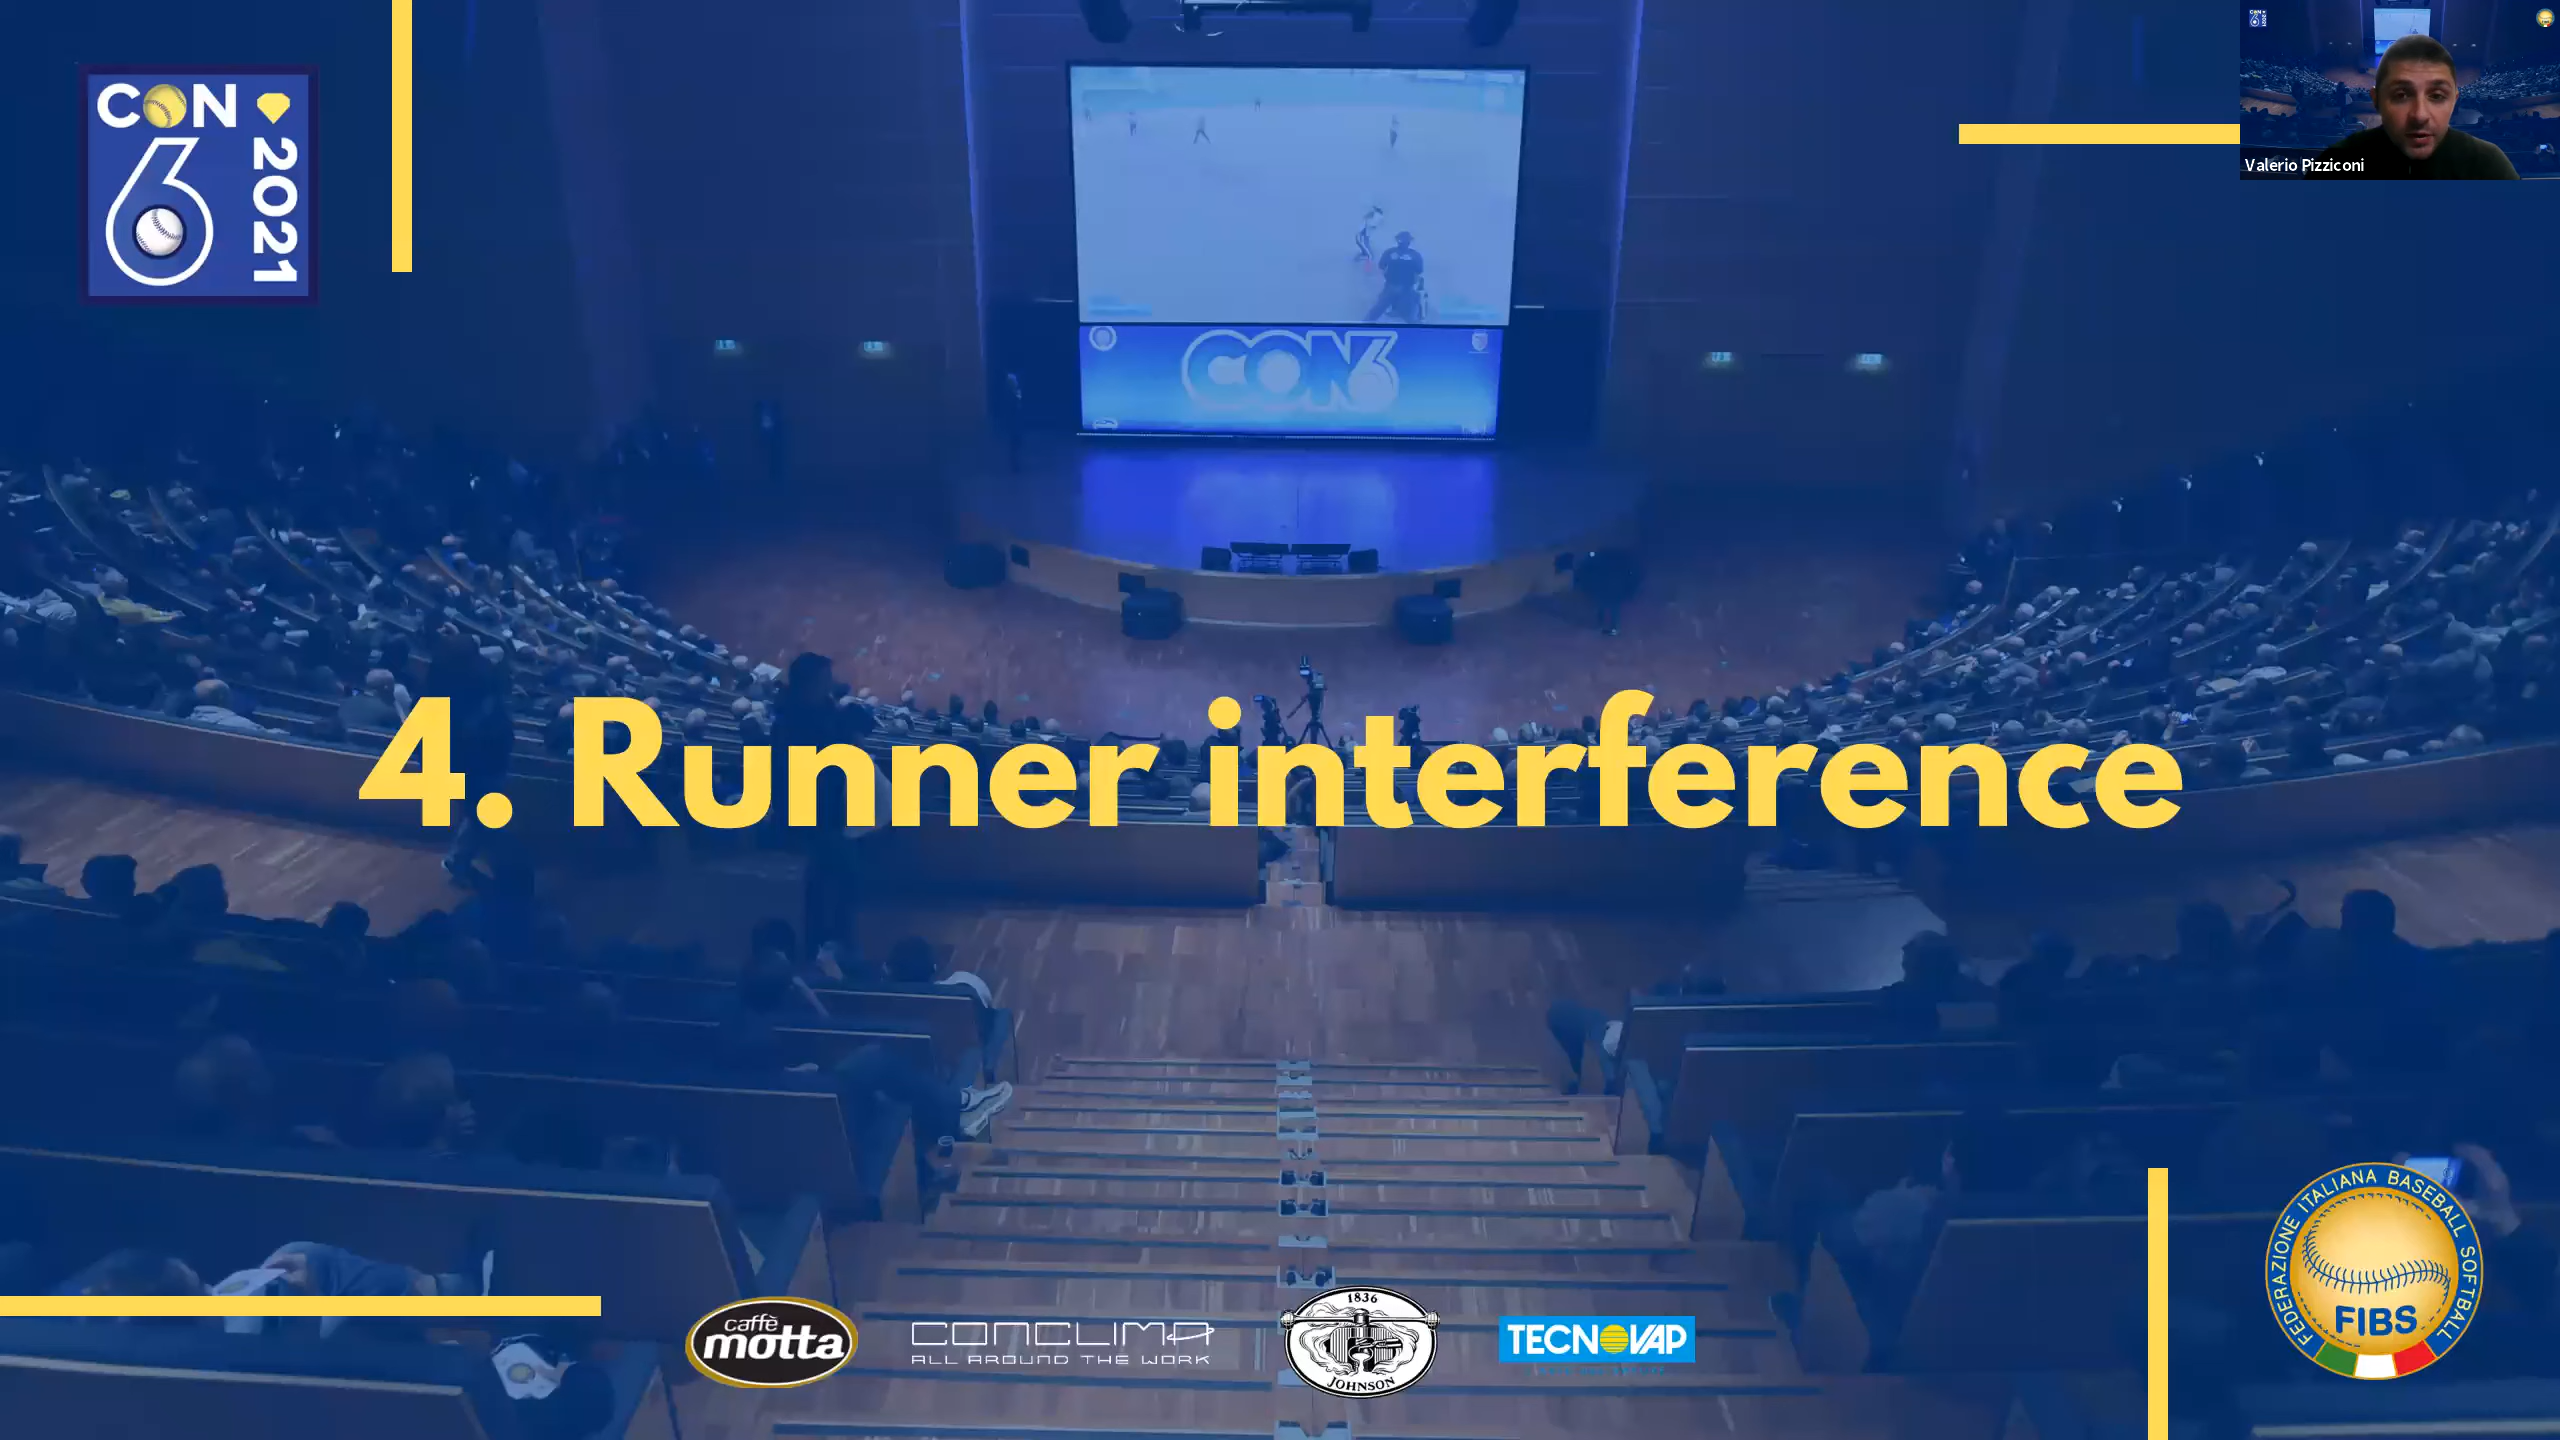 CON
6
2021
Valerio Pizziconi
CON6
4. Runner interference
caffè
motta
CONCLIMA
ALL AROUND THE WORK
1836
JOHNSON
TECNOVAP
FEDERAZIONE ITALIANA BASEBALL SOFTBALL
FIBS